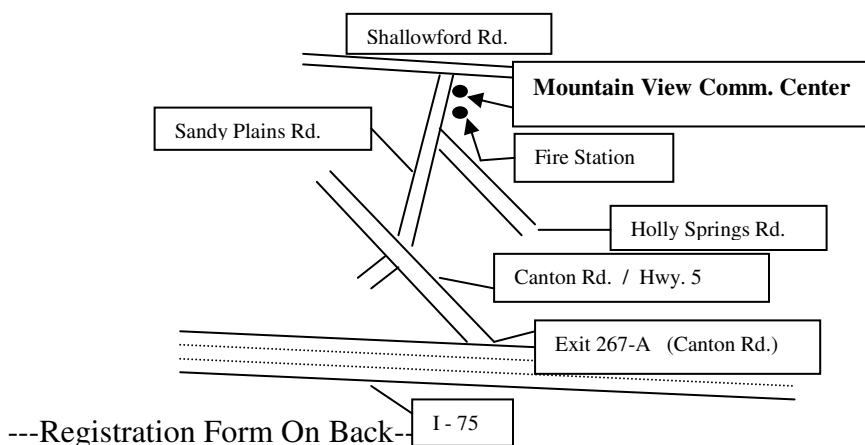 Shallowford Rd.
Mountain View Comm. Center
Sandy Plains Rd.
Fire Station
Holly Springs Rd.
Canton Rd. / Hwy. 5
Exit 267-A (Canton Rd.)
I - 75
---Registration Form On Back--